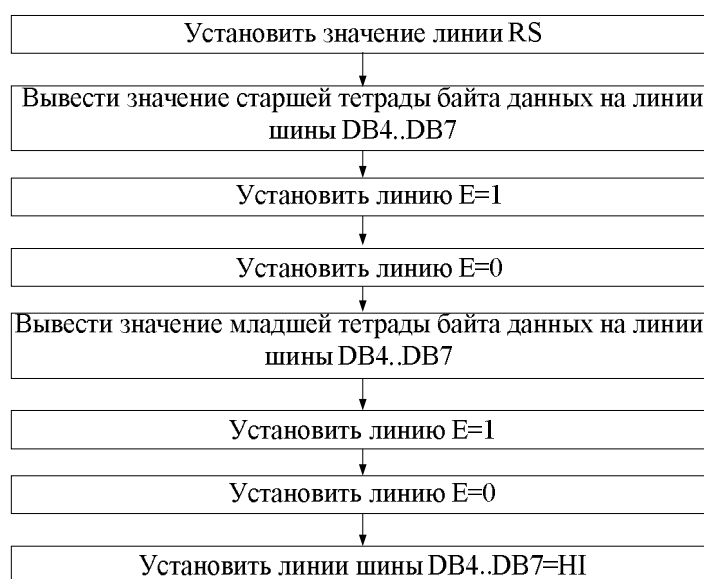 Установить значение линии RS
Вывести значение старшей тетрады байта данных на линии
шины DB4..DB7
Установить линию E=1
Установить линию E=0
Вывести значение младшей тетрады байта данных на линии
шины DB4..DB7
Установить линию E=1
Установить линию E=0
Установить линии шины DB4..DB7=HI